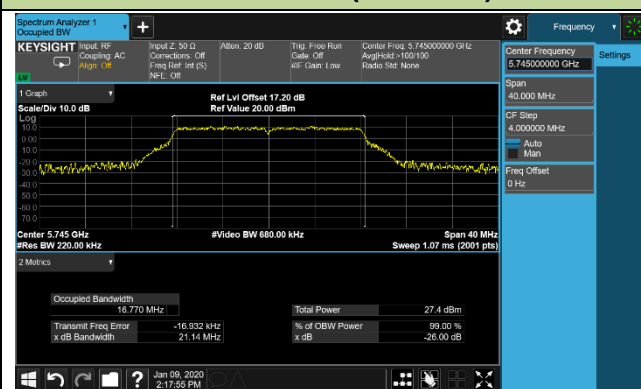 Spectrum Analyzer 1
Occupied BW
Frequency
KEYSIGHT
Input: RF
Coupling: AC
Align: Off
Input Z: 50 Ω
Corrections: Off
Freq Ref: Int (S)
NFE: Off
Atten: 20 dB
Trig: Free Run
Gate: Off
#IF Gain: Low
Center Freq: 5.745000000 GHz
Avg|Hold:>100/100
Radio Std: None
Center Frequency
5.745000000 GHz
Settings
Span
40.000 MHz
CF Step
4.000000 MHz
Auto
Man
Freq Offset
0 Hz
1 Graph
Scale/Div 10.0 dB
Ref Lvl Offset 17.20 dB
Ref Value 20.00 dBm
Log
10.0
0.00
-10.0
-20.0
-30.0
-40.0
-50.0
-60.0
-70.0
Center 5.745 GHz
#Video BW 680.00 kHz
Span 40 MHz
#Res BW 220.00 kHz
Sweep 1.07 ms (2001 pts)
2 Metrics
Occupied Bandwidth
16.770 MHz
Total Power
27.4 dBm
Transmit Freq Error
-16.932 kHz
% of OBW Power
99.00 %
x dB Bandwidth
21.14 MHz
x dB
-26.00 dB
Jan 09, 2020
2:17:55 PM